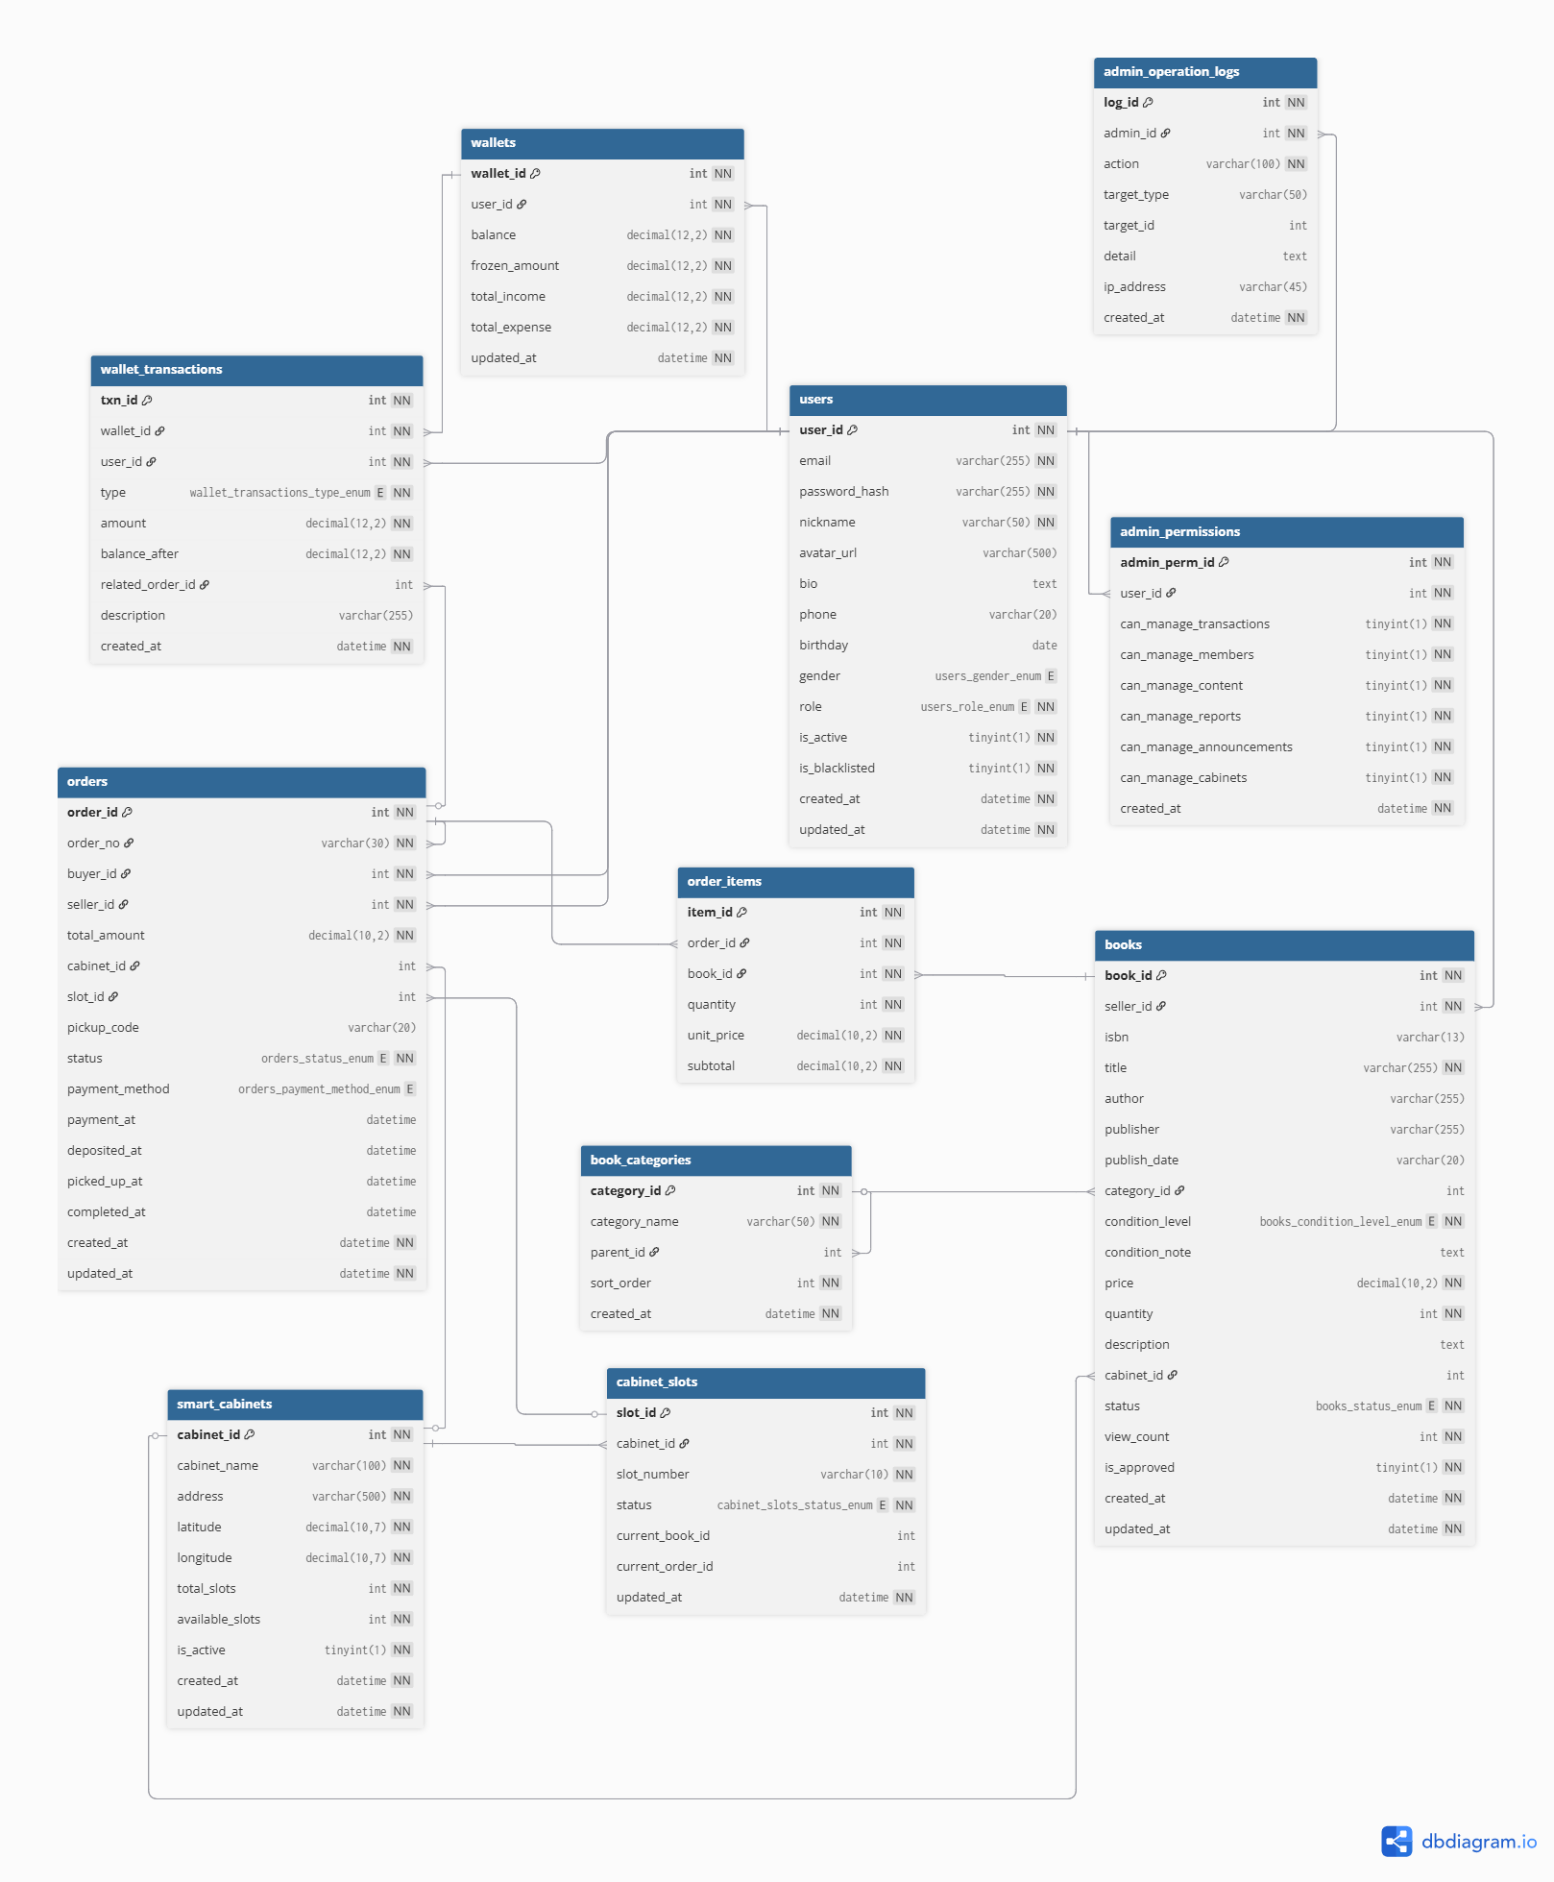 admin_operation_logs
log_id int NN
admin_id int NN
action varchar(100) NN
target_type varchar(50)
target_id int
detail text
ip_address varchar(45)
created_at datetime NN
wallets
wallet_id int NN
user_id int NN
balance decimal(12,2) NN
frozen_amount decimal(12,2) NN
total_income decimal(12,2) NN
total_expense decimal(12,2) NN
updated_at datetime NN
wallet_transactions
txn_id int NN
wallet_id int NN
user_id int NN
type wallet_transactions_type_enum E NN
amount decimal(12,2) NN
balance_after decimal(12,2) NN
related_order_id int
description varchar(255)
created_at datetime NN
users
user_id int NN
email varchar(255) NN
password_hash varchar(255) NN
nickname varchar(50) NN
avatar_url varchar(500)
bio text
phone varchar(20)
birthday date
gender users_gender_enum E
role users_role_enum E NN
is_active tinyint(1) NN
is_blacklisted tinyint(1) NN
created_at datetime NN
updated_at datetime NN
admin_permissions
admin_perm_id int NN
user_id int NN
can_manage_transactions tinyint(1) NN
can_manage_members tinyint(1) NN
can_manage_content tinyint(1) NN
can_manage_reports tinyint(1) NN
can_manage_announcements tinyint(1) NN
can_manage_cabinets tinyint(1) NN
created_at datetime NN
orders
order_id int NN
order_no varchar(30) NN
buyer_id int NN
seller_id int NN
total_amount decimal(10,2) NN
cabinet_id int
slot_id int
pickup_code varchar(20)
status orders_status_enum E NN
payment_method orders_payment_method_enum E
payment_at datetime
deposited_at datetime
picked_up_at datetime
completed_at datetime
created_at datetime NN
updated_at datetime NN
order_items
item_id int NN
order_id int NN
book_id int NN
quantity int NN
unit_price decimal(10,2) NN
subtotal decimal(10,2) NN
books
book_id int NN
seller_id int NN
isbn varchar(13)
title varchar(255) NN
author varchar(255)
publisher varchar(255)
publish_date varchar(20)
category_id int
condition_level books_condition_level_enum E NN
condition_note text
price decimal(10,2) NN
quantity int NN
description text
cabinet_id int
status books_status_enum E NN
view_count int NN
is_approved tinyint(1) NN
created_at datetime NN
updated_at datetime NN
book_categories
category_id int NN
category_name varchar(50) NN
parent_id int
sort_order int NN
created_at datetime NN
cabinet_slots
slot_id int NN
cabinet_id int NN
slot_number varchar(10) NN
status cabinet_slots_status_enum E NN
current_book_id int
current_order_id int
updated_at datetime NN
smart_cabinets
cabinet_id int NN
cabinet_name varchar(100) NN
address varchar(500) NN
latitude decimal(10,7) NN
longitude decimal(10,7) NN
total_slots int NN
available_slots int NN
is_active tinyint(1) NN
created_at datetime NN
updated_at datetime NN
dbdiagram.io